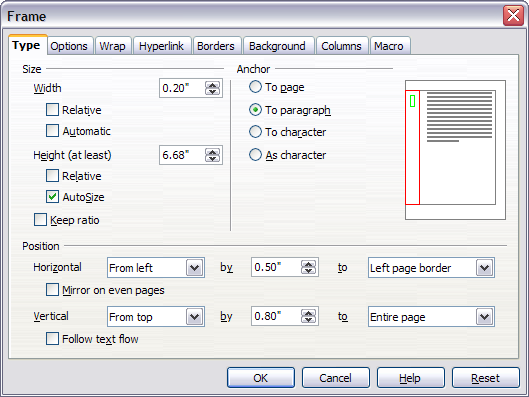 Frame
Type Options Wrap Hyperlink Borders Background Columns Macro
Size Anchor
Width 0.20"
To page
Relative
To paragraph
Automatic
To character
Height (at least) 6.68"
As character
Relative
AutoSize
Keep ratio
Position
Horizontal From left by 0.50" to Left page border
Mirror on even pages
Vertical From top by 0.80" to Entire page
Follow text flow
OK Cancel Help Reset